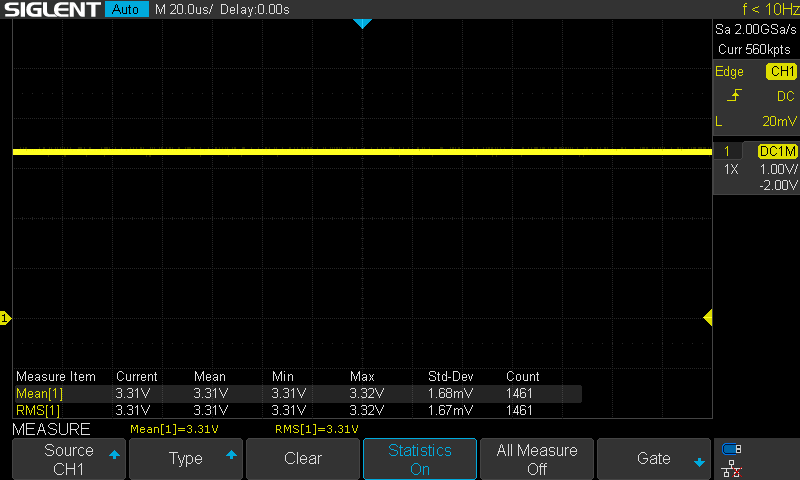 SIGLENT Auto M 20.0us/ Delay:0.00s f < 10Hz
Sa 2.00GSa/s
Curr 560kpts
Edge CH1
DC
L 20mV
1 DC1M
1X 1.00V/
-2.00V
1
Measure Item Current Mean Min Max Std-Dev Count
Mean[1] 3.31V 3.31V 3.31V 3.32V 1.68mV 1461
RMS[1] 3.31V 3.31V 3.31V 3.32V 1.67mV 1461
MEASURE Mean[1]=3.31V RMS[1]=3.31V
Source Type Clear Statistics All Measure Gate
CH1 On Off